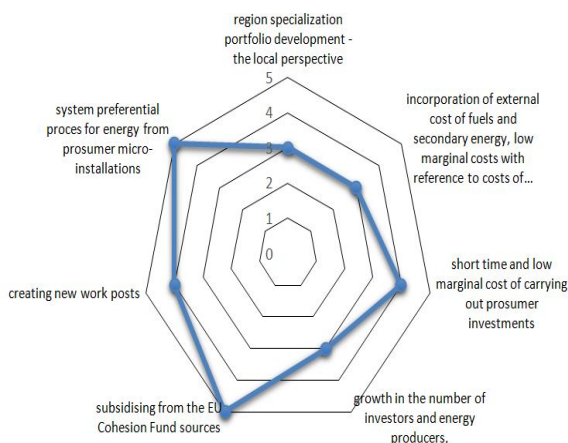 region specialization
portfolio development -
the local perspective
5
4
3
2
1
0
incorporation of external
cost of fuels and
secondary energy, low
marginal costs with
reference to costs of...
short time and low
marginal cost of carrying
out prosumer
investments
growth in the number of
investors and energy
producers.
subsidising from the EU
Cohesion Fund sources
creating new work posts
system preferential
proces for energy from
prosumer micro-
installations